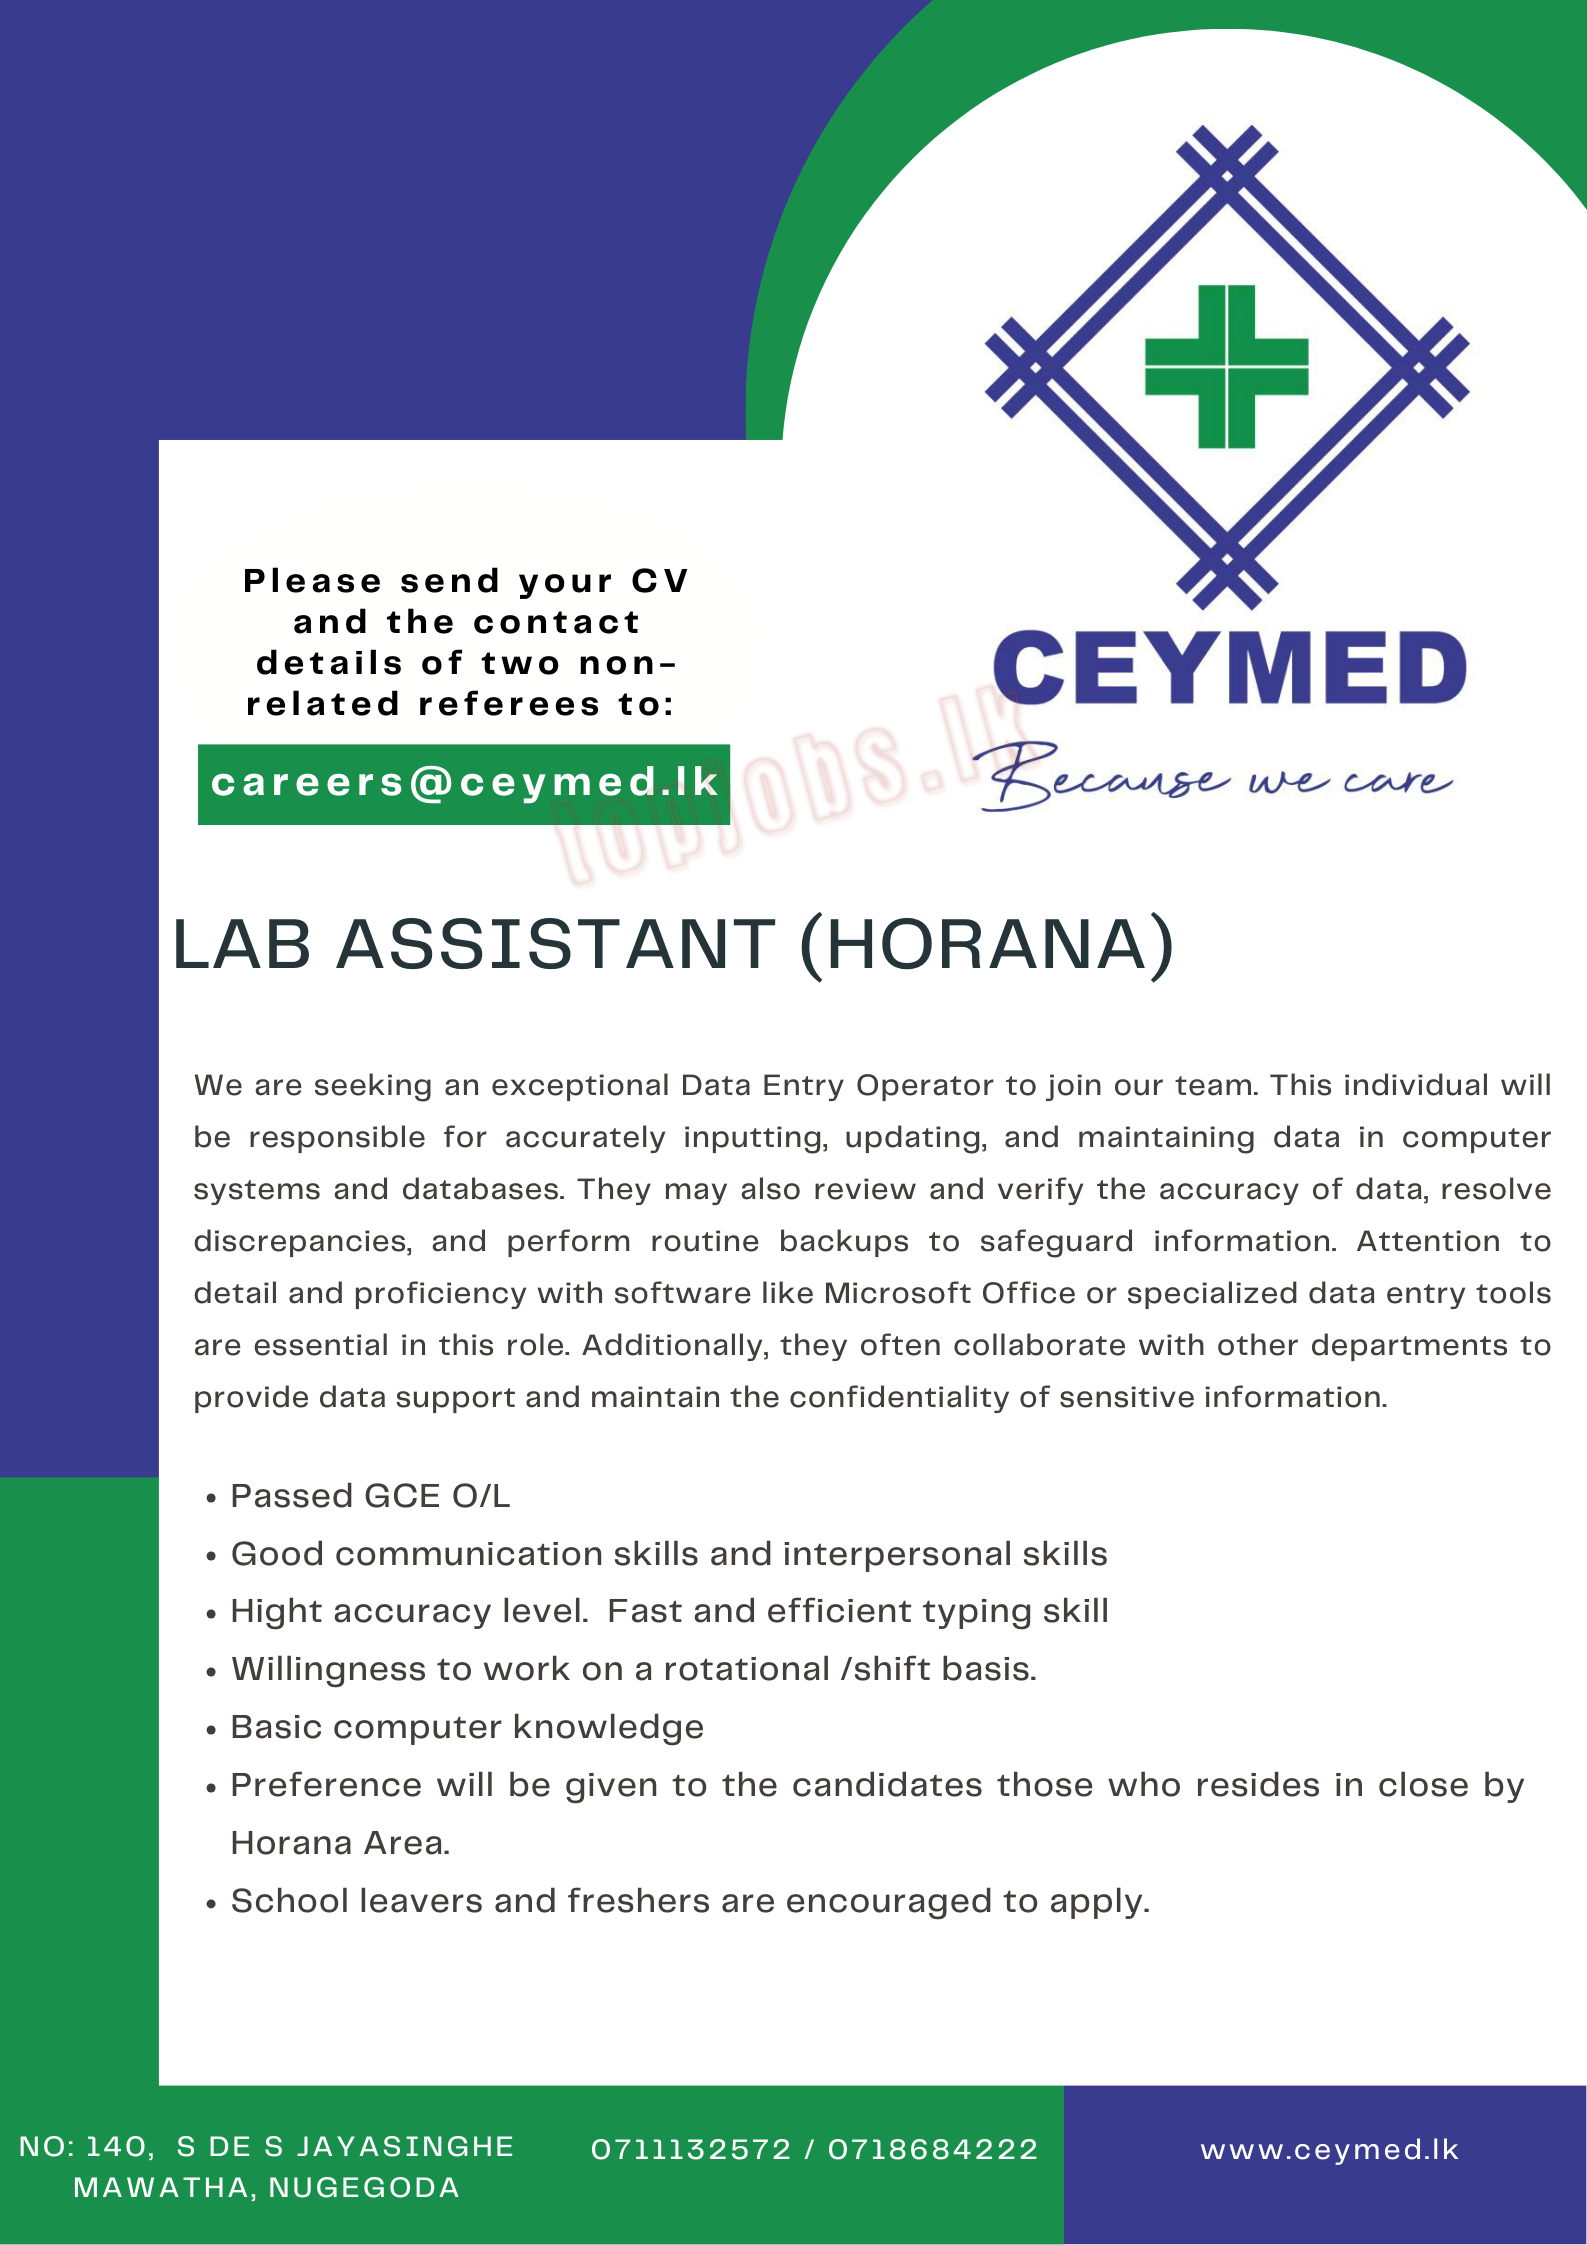 CEYMED
Because we care
Please send your CV
and the contact
details of two non-
related referees to:
careers@ceymed.lk
topjobs.lk
LAB ASSISTANT (HORANA)
We are seeking an exceptional Data Entry Operator to join our team. This individual will
be responsible for accurately inputting, updating, and maintaining data in computer
systems and databases. They may also review and verify the accuracy of data, resolve
discrepancies, and perform routine backups to safeguard information. Attention to
detail and proficiency with software like Microsoft Office or specialized data entry tools
are essential in this role. Additionally, they often collaborate with other departments to
provide data support and maintain the confidentiality of sensitive information.
• Passed GCE O/L
• Good communication skills and interpersonal skills
• Hight accuracy level.  Fast and efficient typing skill
• Willingness to work on a rotational /shift basis.
• Basic computer knowledge
• Preference will be given to the candidates those who resides in close by
Horana Area.
• School leavers and freshers are encouraged to apply.
NO: 140,  S DE S JAYASINGHE
MAWATHA, NUGEGODA
0711132572 / 0718684222
www.ceymed.lk